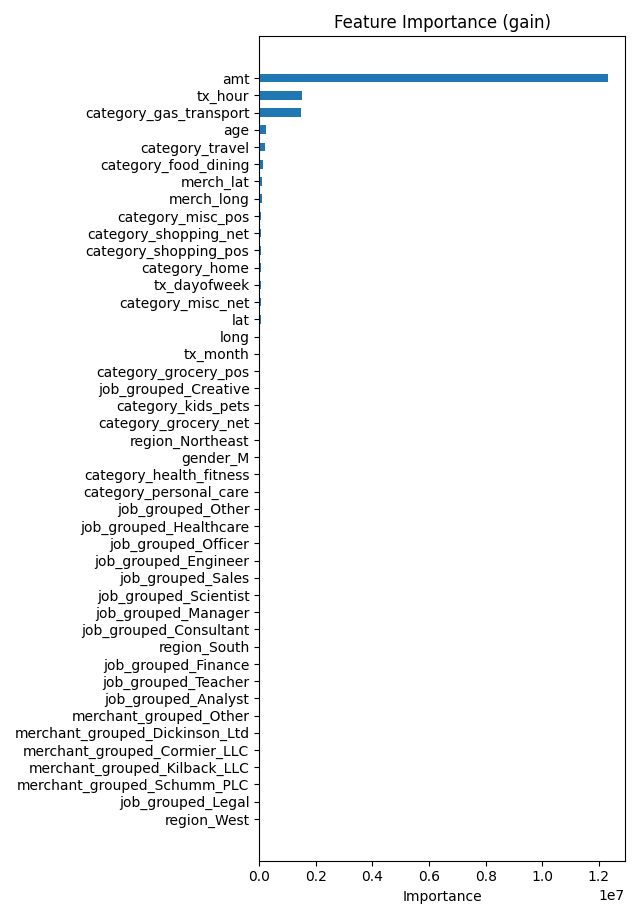 Feature Importance (gain)
amt
tx_hour
category_gas_transport
age
category_travel
category_food_dining
merch_lat
merch_long
category_misc_pos
category_shopping_net
category_shopping_pos
category_home
tx_dayofweek
category_misc_net
lat
long
tx_month
category_grocery_pos
job_grouped_Creative
category_kids_pets
category_grocery_net
region_Northeast
gender_M
category_health_fitness
category_personal_care
job_grouped_Other
job_grouped_Healthcare
job_grouped_Officer
job_grouped_Engineer
job_grouped_Sales
job_grouped_Scientist
job_grouped_Manager
job_grouped_Consultant
region_South
job_grouped_Finance
job_grouped_Teacher
job_grouped_Analyst
merchant_grouped_Other
merchant_grouped_Dickinson_Ltd
merchant_grouped_Cormier_LLC
merchant_grouped_Kilback_LLC
merchant_grouped_Schumm_PLC
job_grouped_Legal
region_West
0.0 0.2 0.4 0.6 0.8 1.0 1.2
1e7
Importance